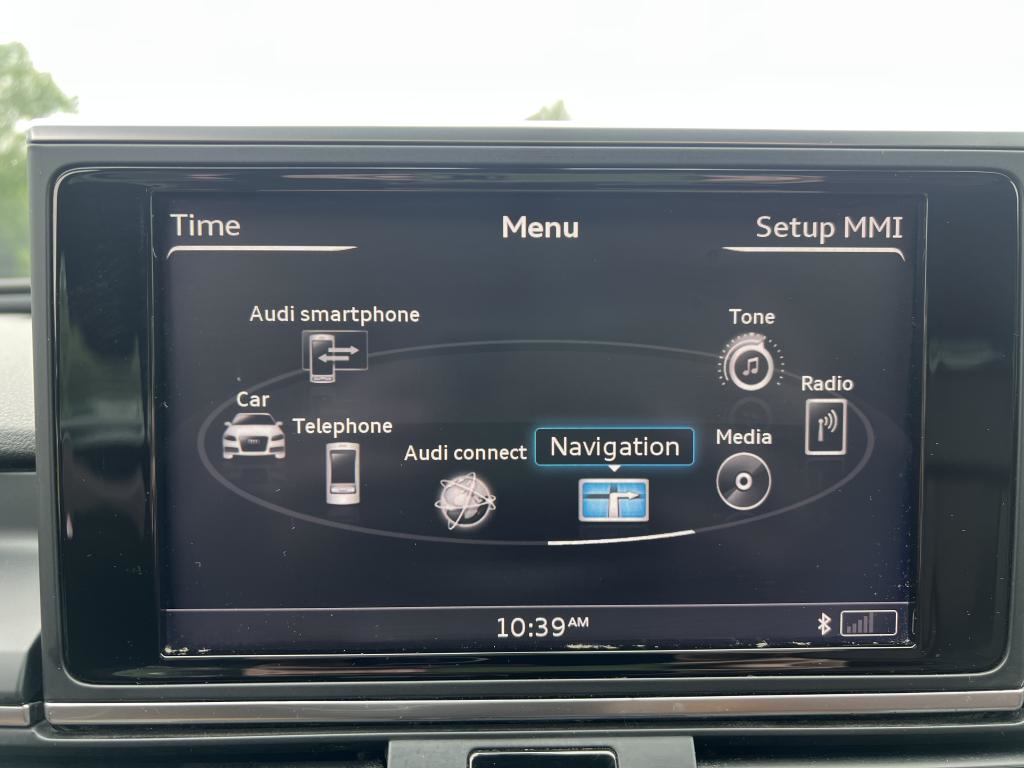 Time
Menu
Setup MMI
Audi smartphone
Tone
Radio
Car
Telephone
Audi connect
Navigation
Media
10:39AM